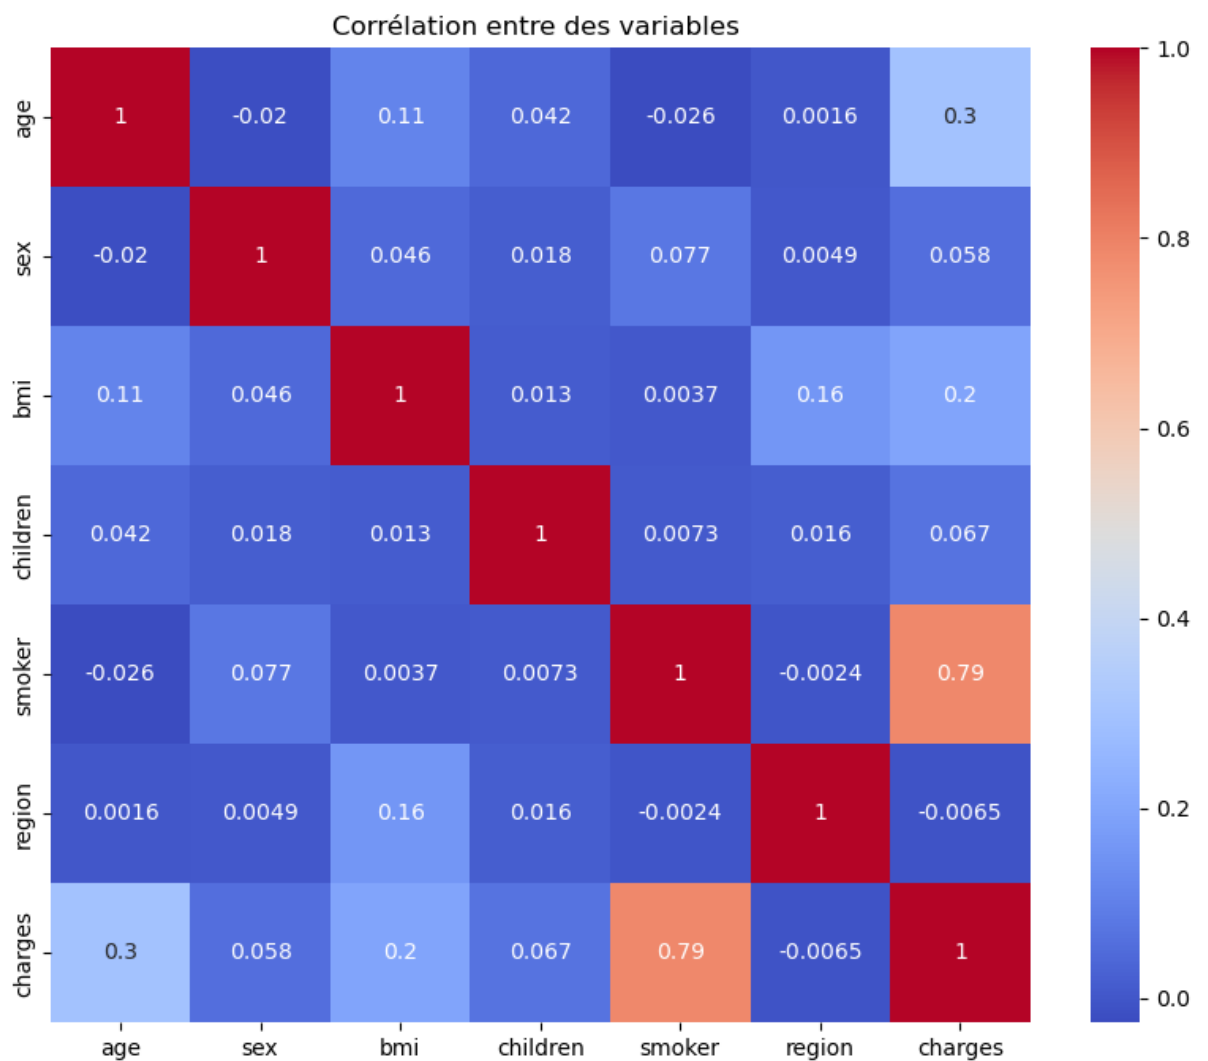 Corrélation entre des variables
age 1 -0.02 0.11 0.042 -0.026 0.0016 0.3
sex -0.02 1 0.046 0.018 0.077 0.0049 0.058
bmi 0.11 0.046 1 0.013 0.0037 0.16 0.2
children 0.042 0.018 0.013 1 0.0073 0.016 0.067
smoker -0.026 0.077 0.0037 0.0073 1 -0.0024 0.79
region 0.0016 0.0049 0.16 0.016 -0.0024 1 -0.0065
charges 0.3 0.058 0.2 0.067 0.79 -0.0065 1
age sex bmi children smoker region charges
1.0
0.8
0.6
0.4
0.2
0.0